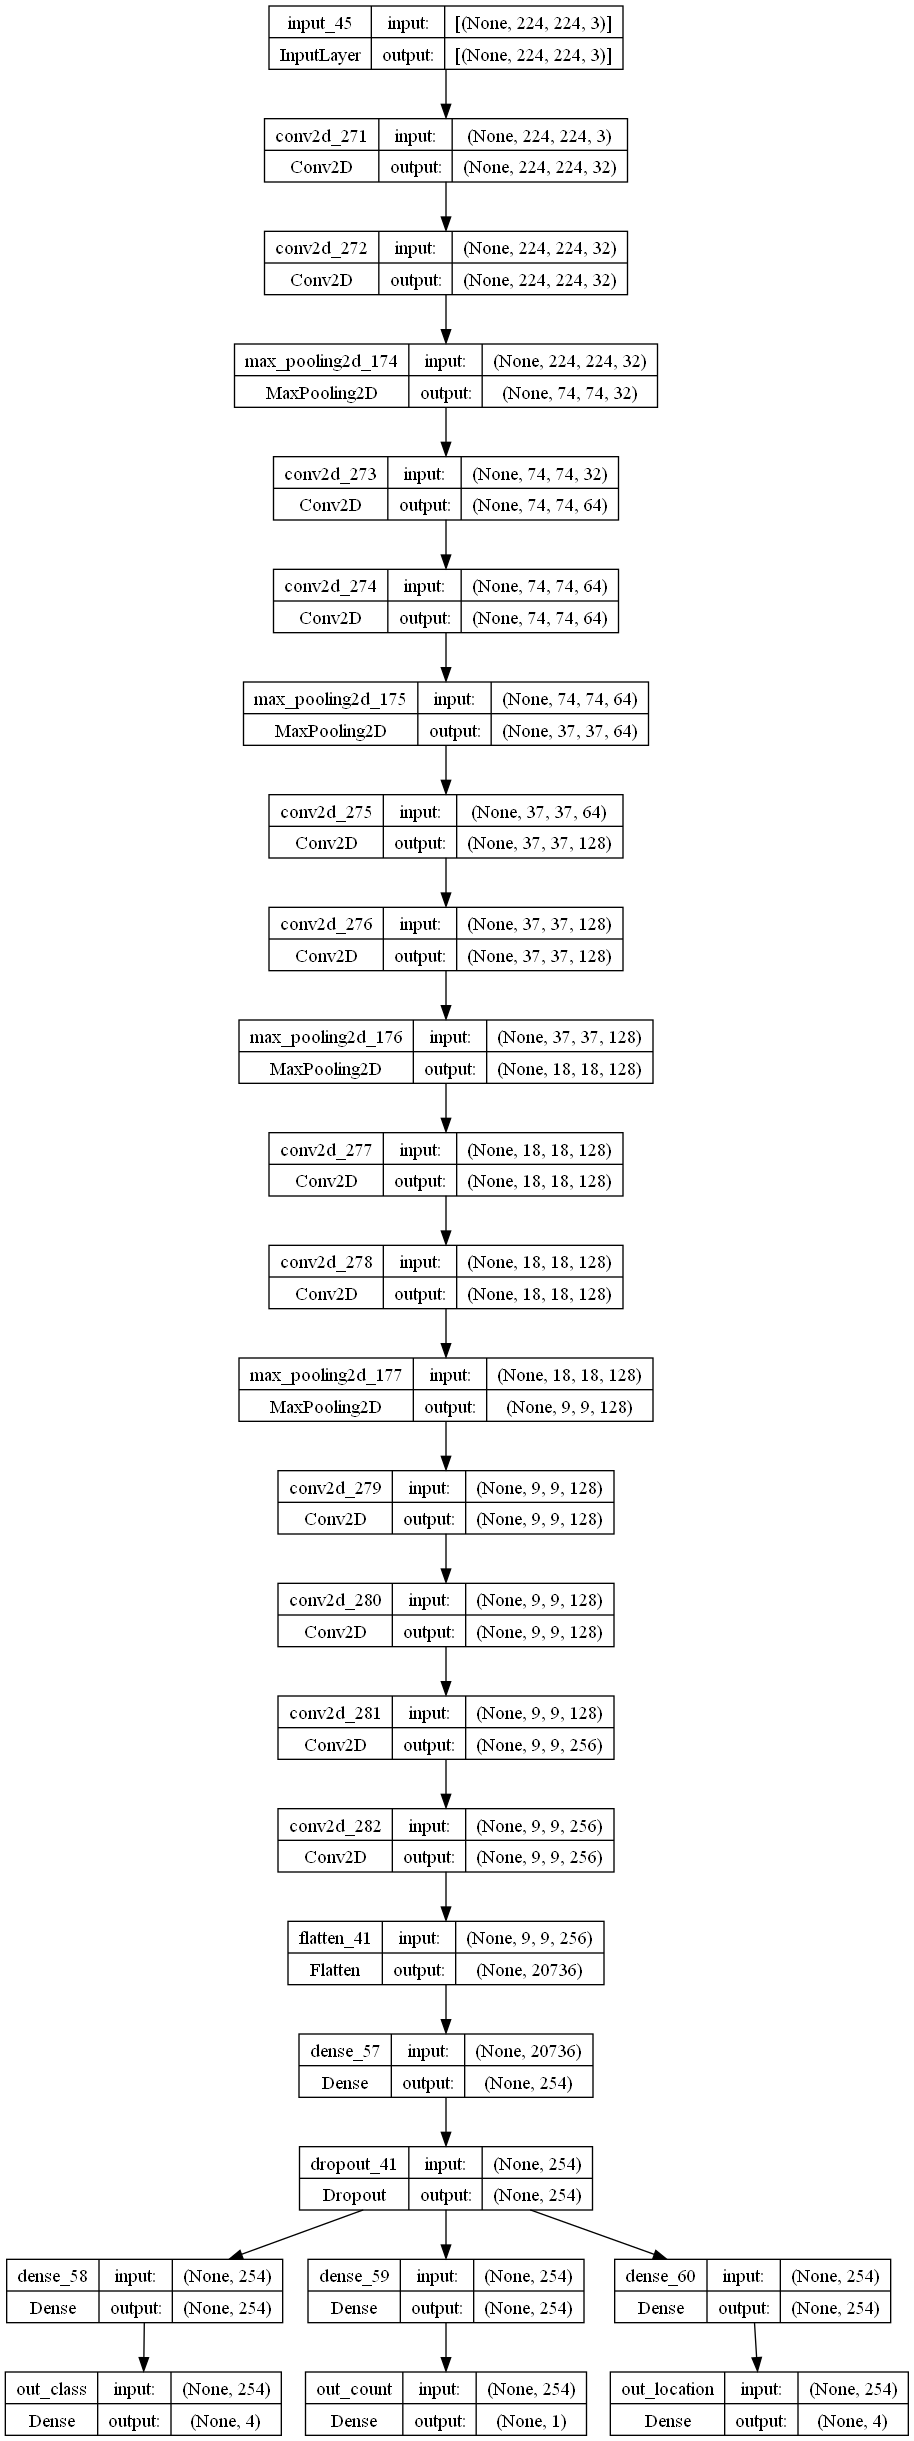 input_45 input: [(None, 224, 224, 3)]
InputLayer output: [(None, 224, 224, 3)]
conv2d_271 input: (None, 224, 224, 3)
Conv2D output: (None, 224, 224, 32)
conv2d_272 input: (None, 224, 224, 32)
Conv2D output: (None, 224, 224, 32)
max_pooling2d_174 input: (None, 224, 224, 32)
MaxPooling2D output: (None, 74, 74, 32)
conv2d_273 input: (None, 74, 74, 32)
Conv2D output: (None, 74, 74, 64)
conv2d_274 input: (None, 74, 74, 64)
Conv2D output: (None, 74, 74, 64)
max_pooling2d_175 input: (None, 74, 74, 64)
MaxPooling2D output: (None, 37, 37, 64)
conv2d_275 input: (None, 37, 37, 64)
Conv2D output: (None, 37, 37, 128)
conv2d_276 input: (None, 37, 37, 128)
Conv2D output: (None, 37, 37, 128)
max_pooling2d_176 input: (None, 37, 37, 128)
MaxPooling2D output: (None, 18, 18, 128)
conv2d_277 input: (None, 18, 18, 128)
Conv2D output: (None, 18, 18, 128)
conv2d_278 input: (None, 18, 18, 128)
Conv2D output: (None, 18, 18, 128)
max_pooling2d_177 input: (None, 18, 18, 128)
MaxPooling2D output: (None, 9, 9, 128)
conv2d_279 input: (None, 9, 9, 128)
Conv2D output: (None, 9, 9, 128)
conv2d_280 input: (None, 9, 9, 128)
Conv2D output: (None, 9, 9, 128)
conv2d_281 input: (None, 9, 9, 128)
Conv2D output: (None, 9, 9, 256)
conv2d_282 input: (None, 9, 9, 256)
Conv2D output: (None, 9, 9, 256)
flatten_41 input: (None, 9, 9, 256)
Flatten output: (None, 20736)
dense_57 input: (None, 20736)
Dense output: (None, 254)
dropout_41 input: (None, 254)
Dropout output: (None, 254)
dense_58 input: (None, 254) dense_59 input: (None, 254) dense_60 input: (None, 254)
Dense output: (None, 254) Dense output: (None, 254) Dense output: (None, 254)
out_class input: (None, 254) out_count input: (None, 254) out_location input: (None, 254)
Dense output: (None, 4) Dense output: (None, 1) Dense output: (None, 4)